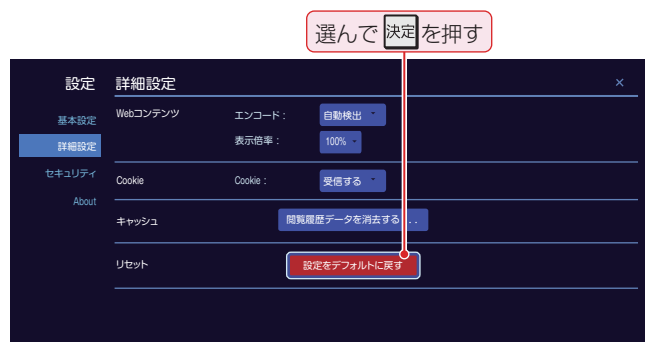 選んで 決定 を押す
設定 詳細設定 ×
基本設定
詳細設定
セキュリティ
About
Webコンテンツ エンコード: 自動検出
表示倍率: 100%
Cookie Cookie: 受信する
キャッシュ 閲覧履歴データを消去する...
リセット 設定をデフォルトに戻す